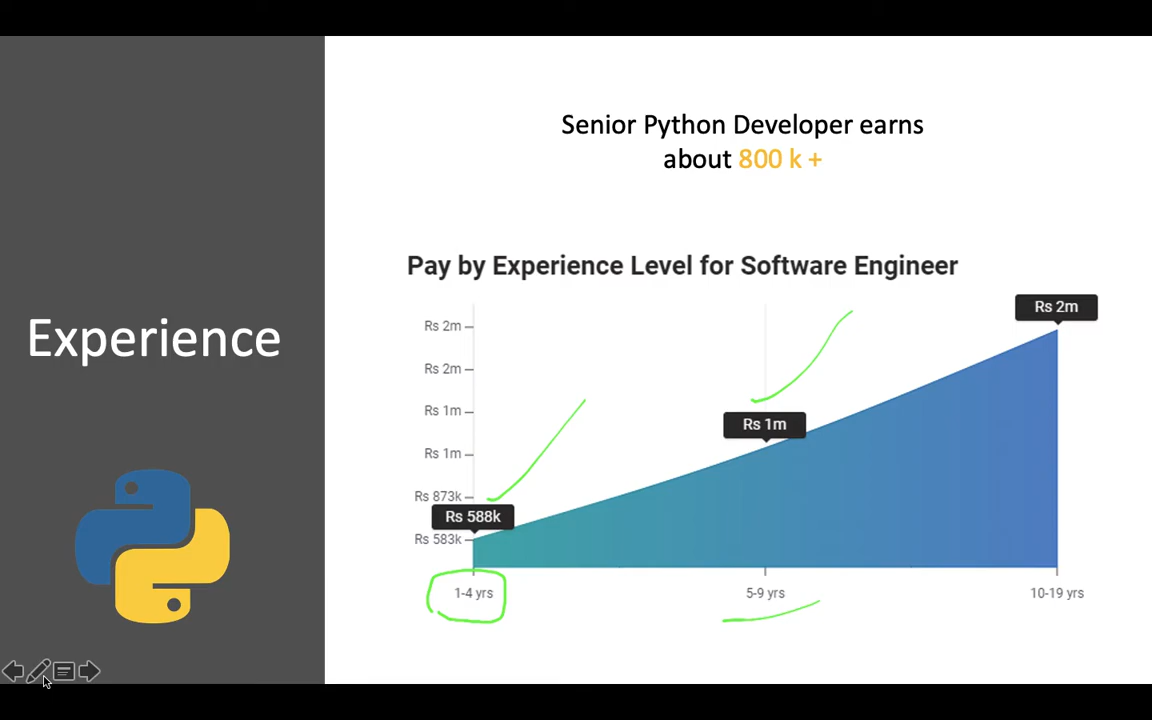 Senior Python Developer earns
about 800 k +
Experience
Pay by Experience Level for Software Engineer
Rs 2m
Rs 2m
Rs 2m
Rs 1m
Rs 1m
Rs 1m
Rs 873k
Rs 588k
Rs 583k
1-4 yrs
5-9 yrs
10-19 yrs